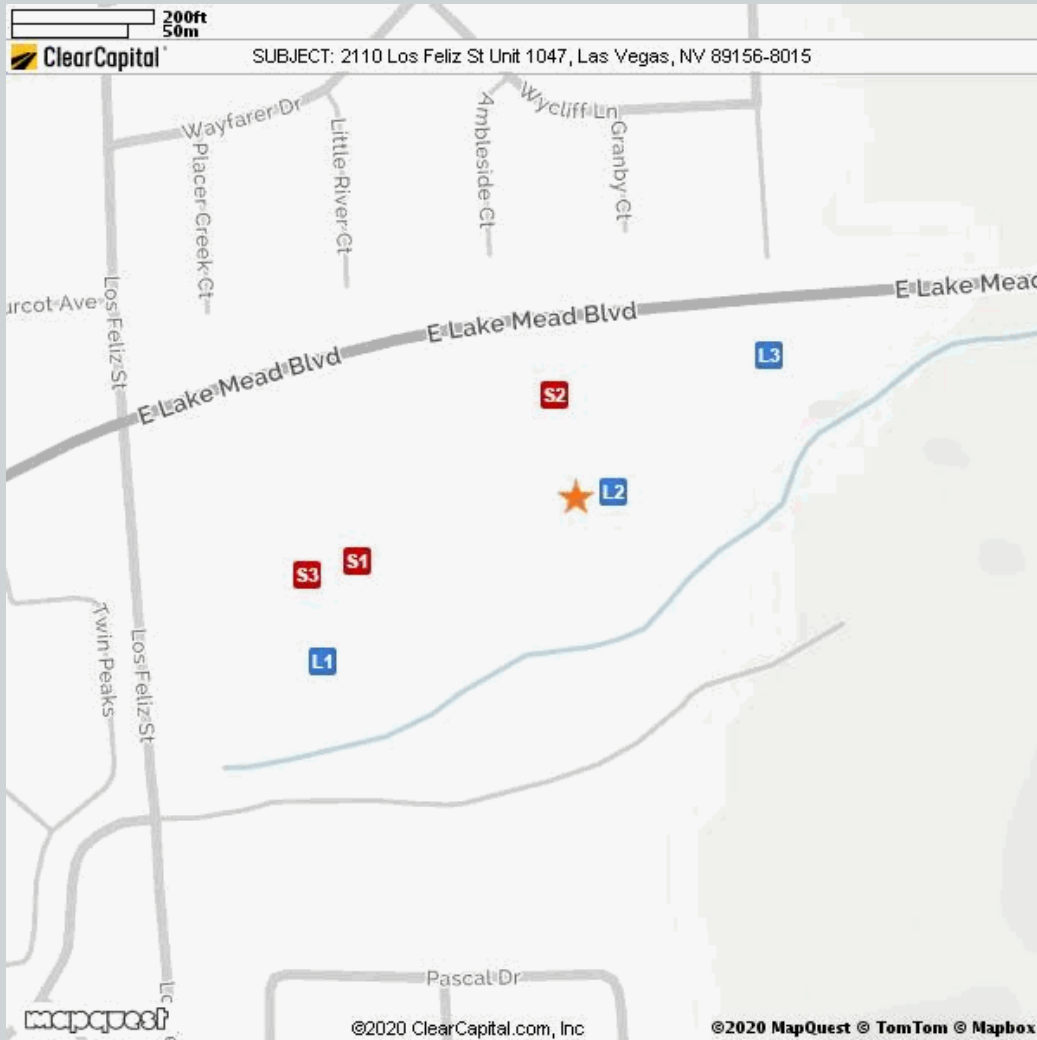 200ft
50m
ClearCapital
SUBJECT: 2110 Los Feliz St Unit 1047, Las Vegas, NV 89156-8015
Wayfarer Dr
Wycliff Ln
Placer Creek Ct
Little River Ct
Ambleside Ct
Granby Ct
urcot Ave
Los Feliz St
E Lake Mead Blvd
E Lake Mead Blvd
E Lake Mead
L3
S2
L2
S1
S3
L1
Twin Peaks
Los Feliz St
Pascal Dr
Lo
mapquest
©2020 ClearCapital.com, Inc
©2020 MapQuest © TomTom © Mapbox